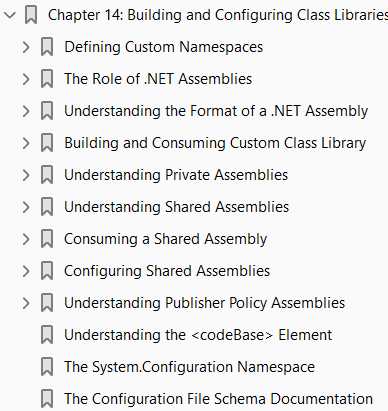 Chapter 14: Building and Configuring Class Libraries
Defining Custom Namespaces
The Role of .NET Assemblies
Understanding the Format of a .NET Assembly
Building and Consuming Custom Class Library
Understanding Private Assemblies
Understanding Shared Assemblies
Consuming a Shared Assembly
Configuring Shared Assemblies
Understanding Publisher Policy Assemblies
Understanding the <codeBase> Element
The System.Configuration Namespace
The Configuration File Schema Documentation